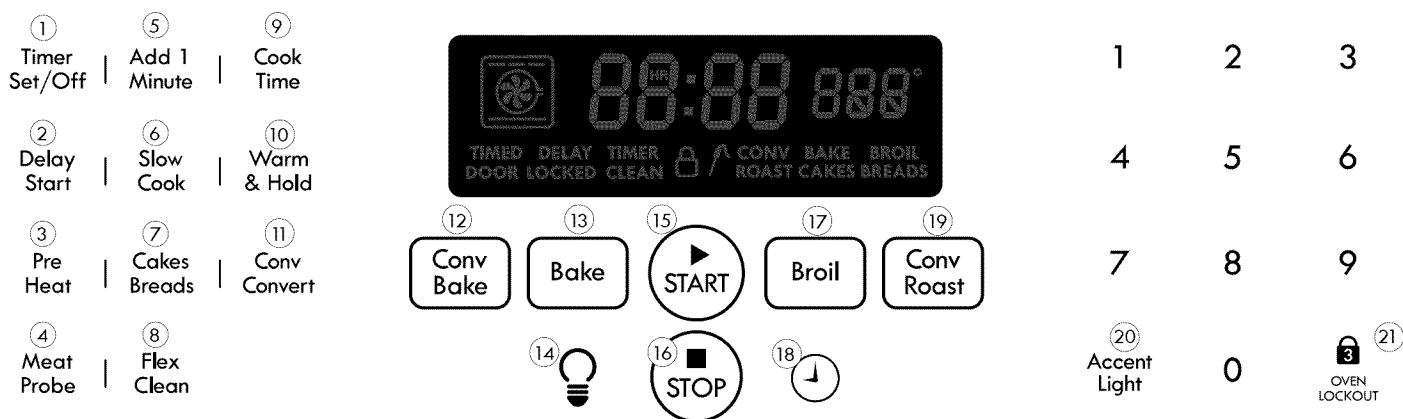 1 5 9
Timer Set/Off | Add 1 Minute | Cook Time
2 6 10
Delay Start | Slow Cook | Warm & Hold
3 7 11
Pre Heat | Cakes Breads | Conv Convert
4 8
Meat Probe | Flex Clean
88:88 888°
HR
TIMED DELAY TIMER CONV BAKE BROIL
DOOR LOCKED CLEAN ROAST CAKES BREADS
12 13 15 17 19
Conv Bake
Bake
START
Broil
Conv Roast
14 16 18
STOP
1 2 3
4 5 6
7 8 9
20 21
Accent Light
0
3
OVEN
LOCKOUT